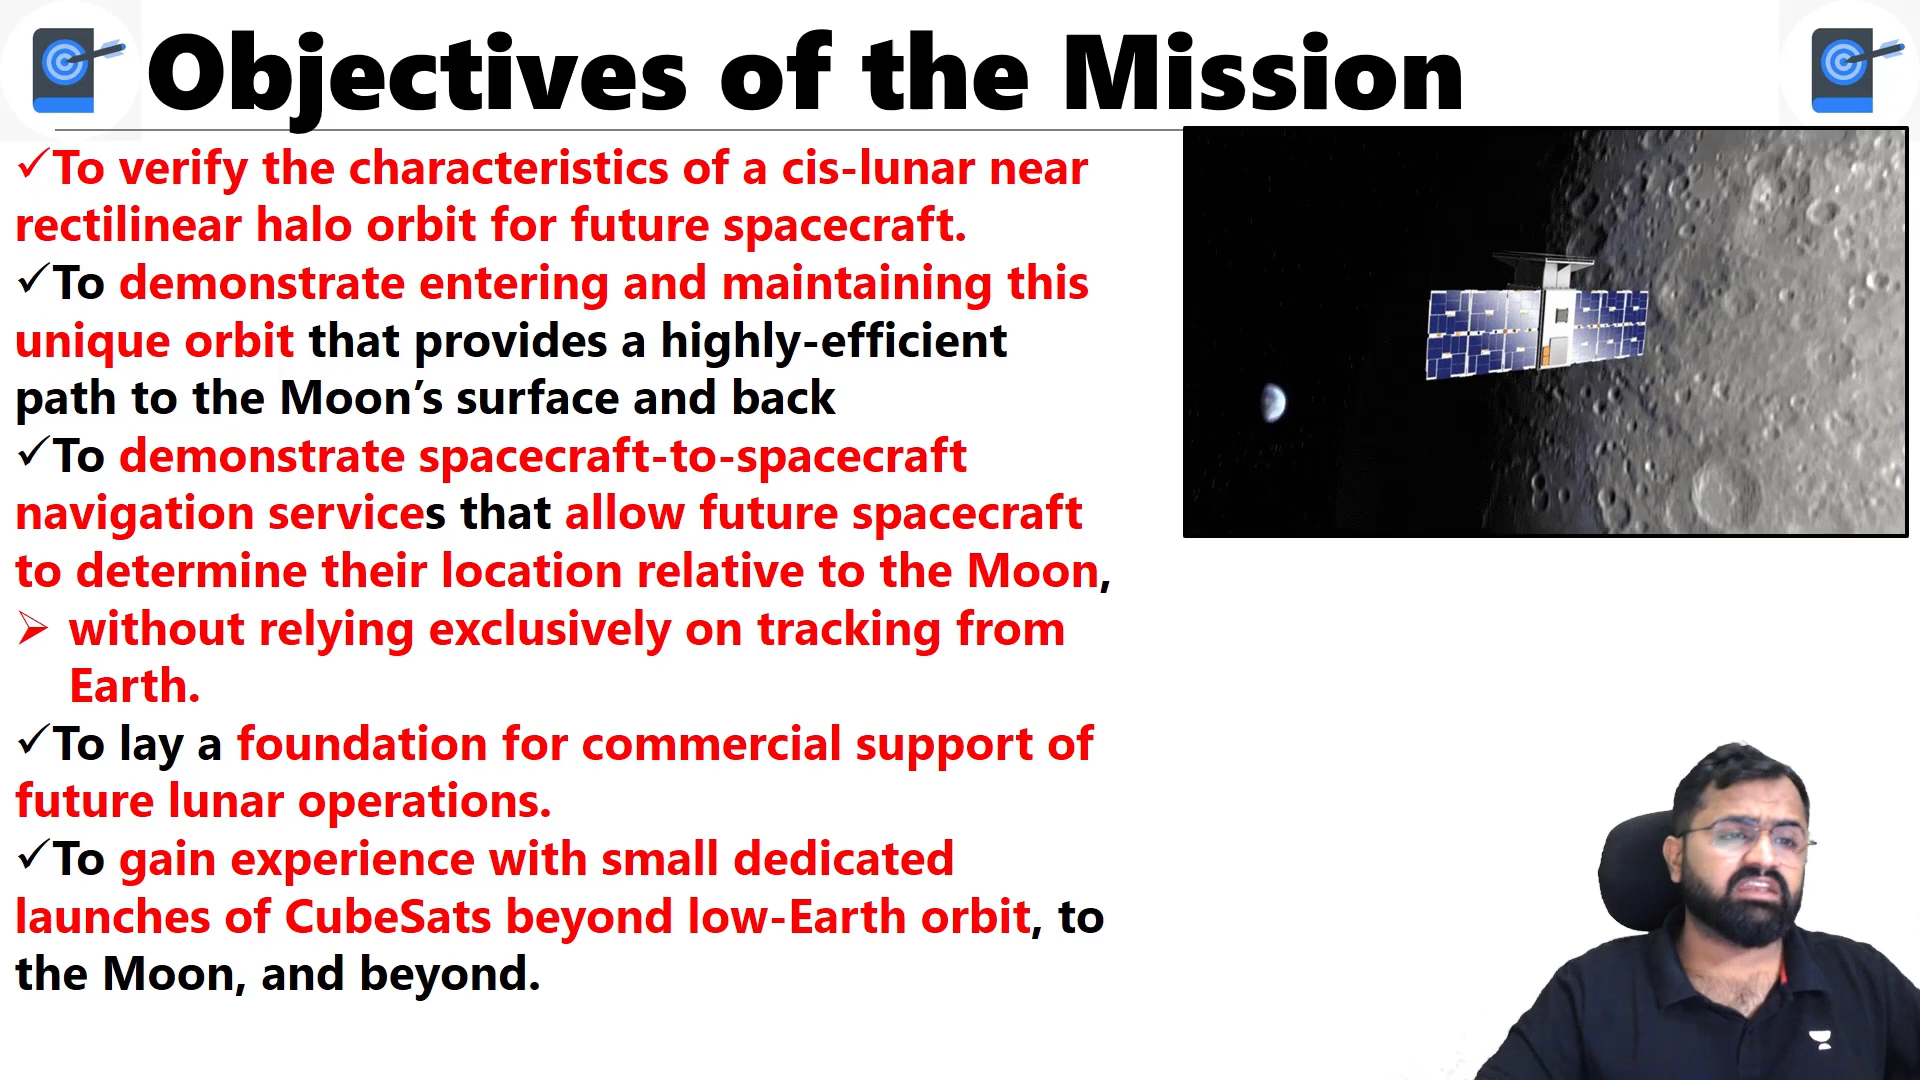 Objectives of the Mission
✓To verify the characteristics of a cis-lunar near
rectilinear halo orbit for future spacecraft.
✓To demonstrate entering and maintaining this
unique orbit that provides a highly-efficient
path to the Moon’s surface and back
✓To demonstrate spacecraft-to-spacecraft
navigation services that allow future spacecraft
to determine their location relative to the Moon,
➢ without relying exclusively on tracking from
Earth.
✓To lay a foundation for commercial support of
future lunar operations.
✓To gain experience with small dedicated
launches of CubeSats beyond low-Earth orbit, to
the Moon, and beyond.